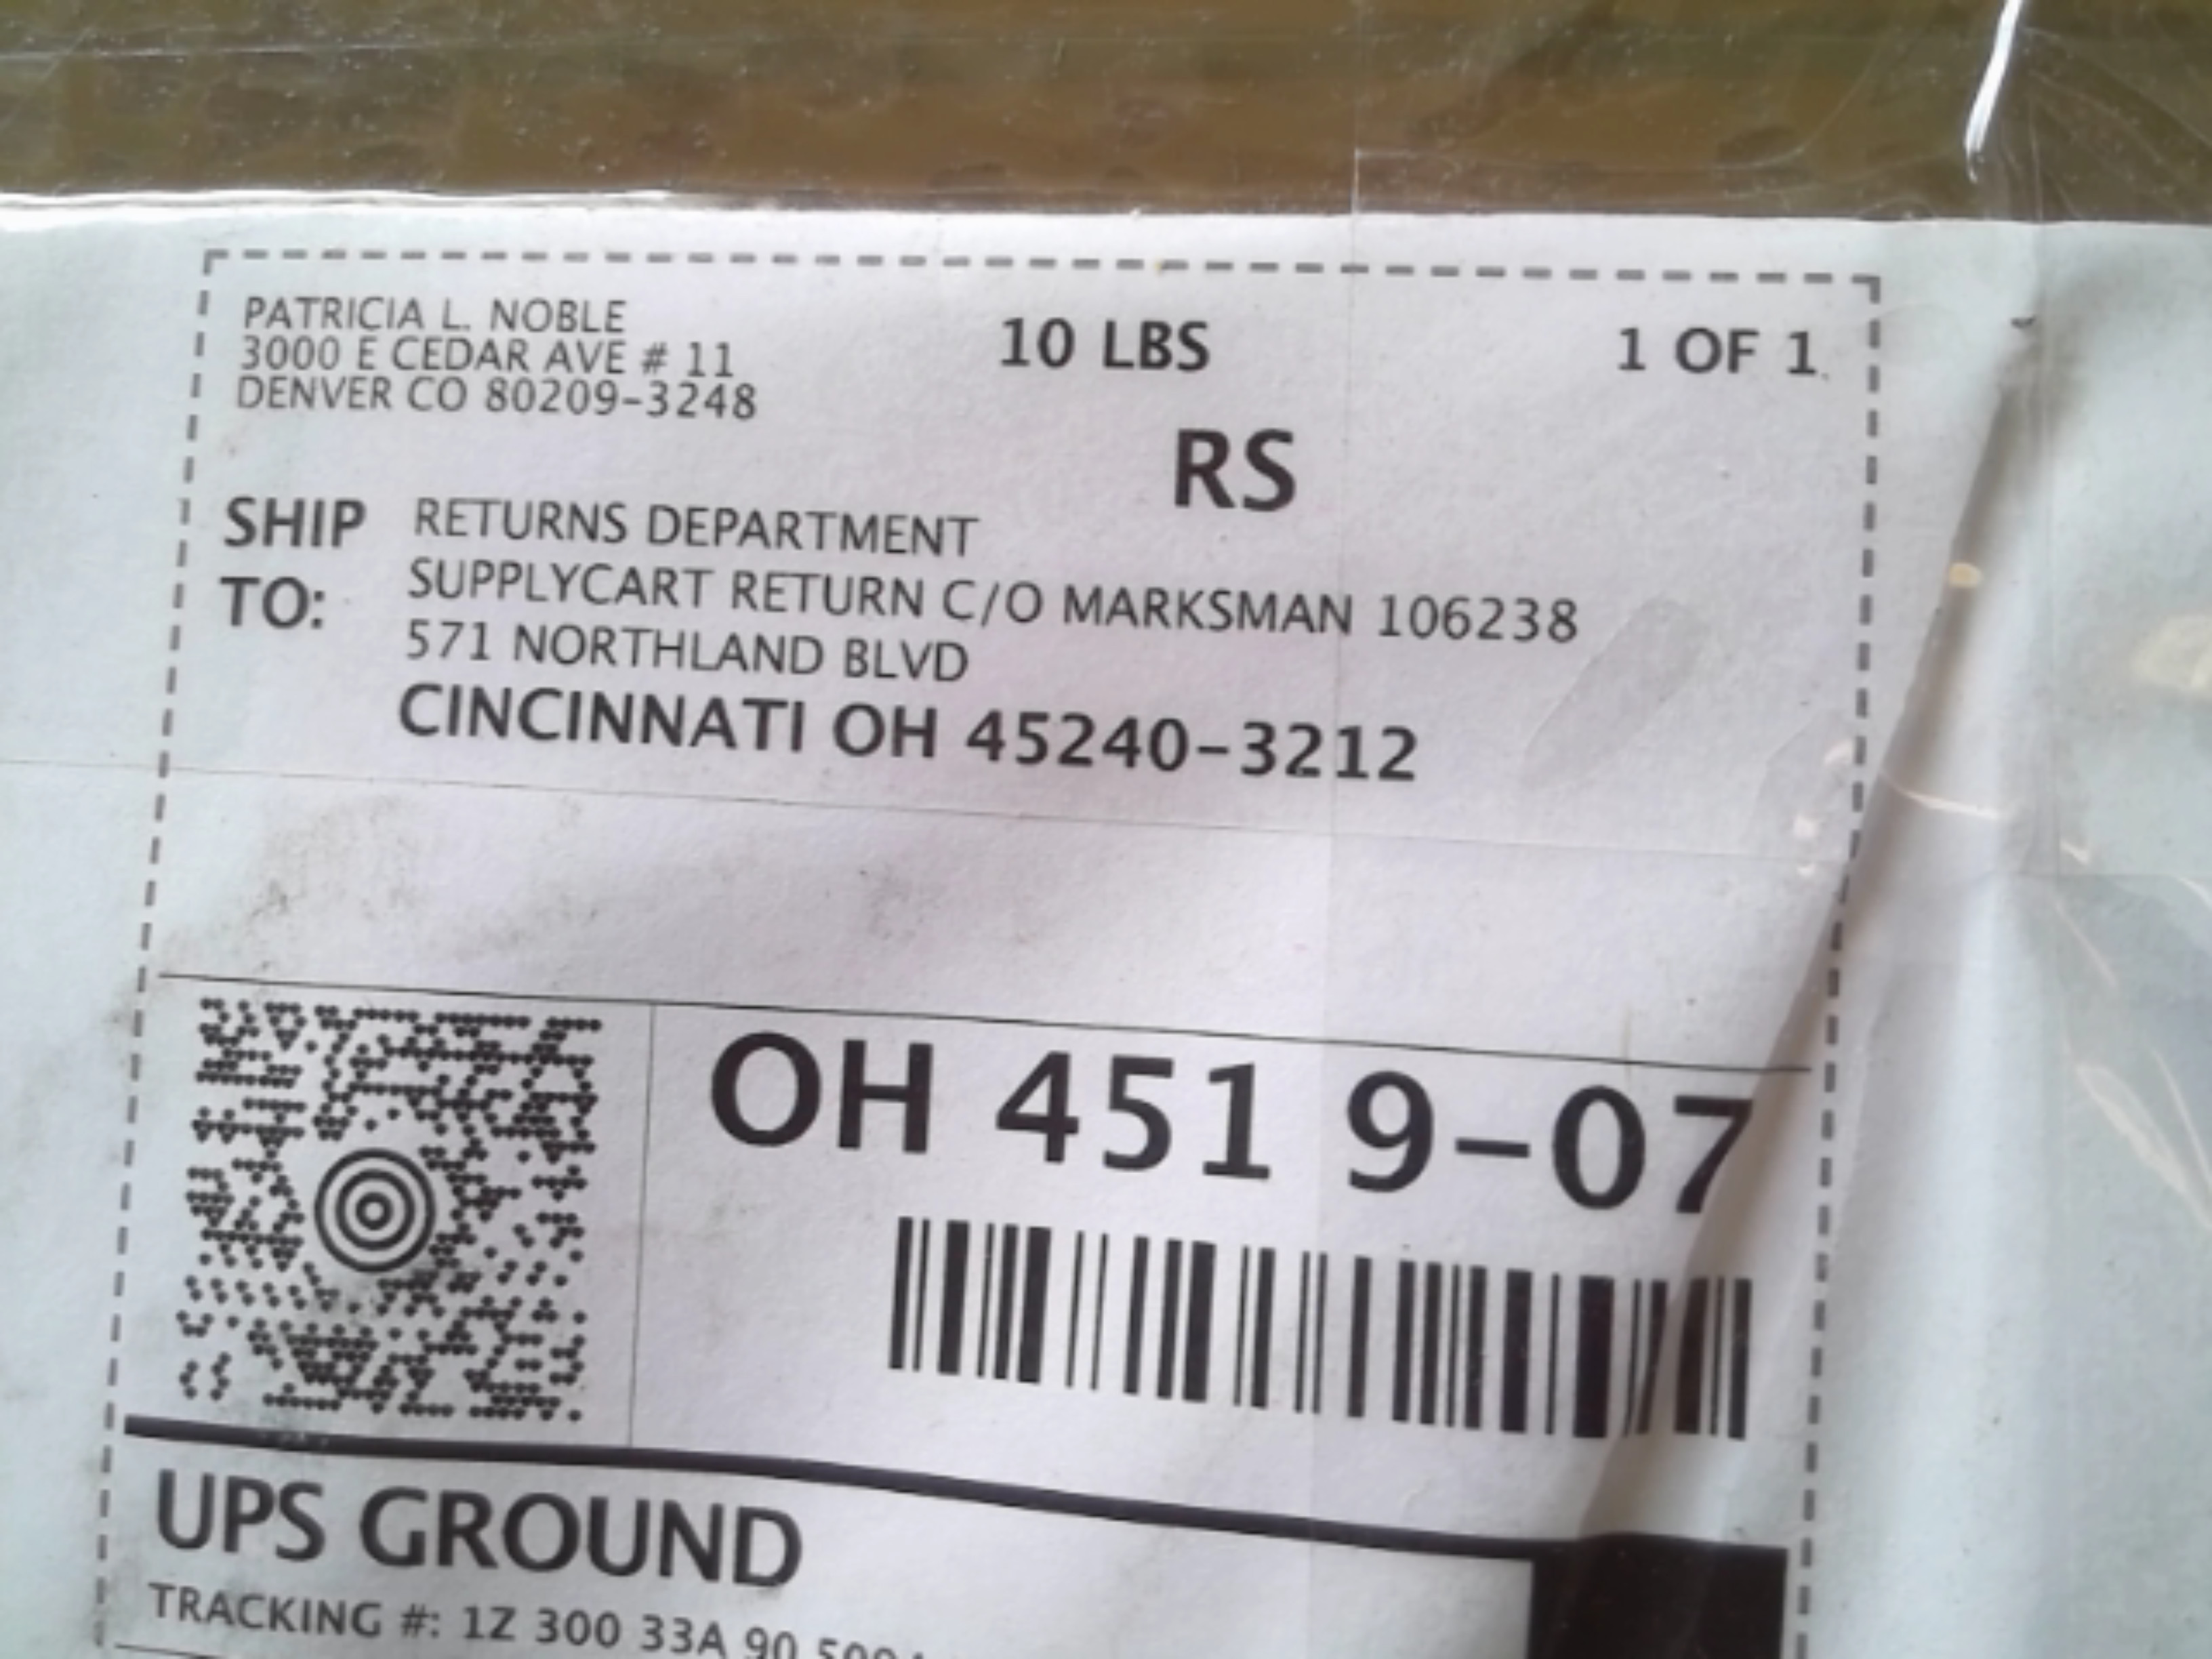 PATRICIA L. NOBLE
3000 E CEDAR AVE # 11
DENVER CO 80209-3248
10 LBS
1 OF 1
RS
SHIP TO:
RETURNS DEPARTMENT
SUPPLYCART RETURN C/O MARKSMAN 106238
571 NORTHLAND BLVD
CINCINNATI OH 45240-3212
OH 451 9-07
UPS GROUND
TRACKING #: 1Z 300 33A 90